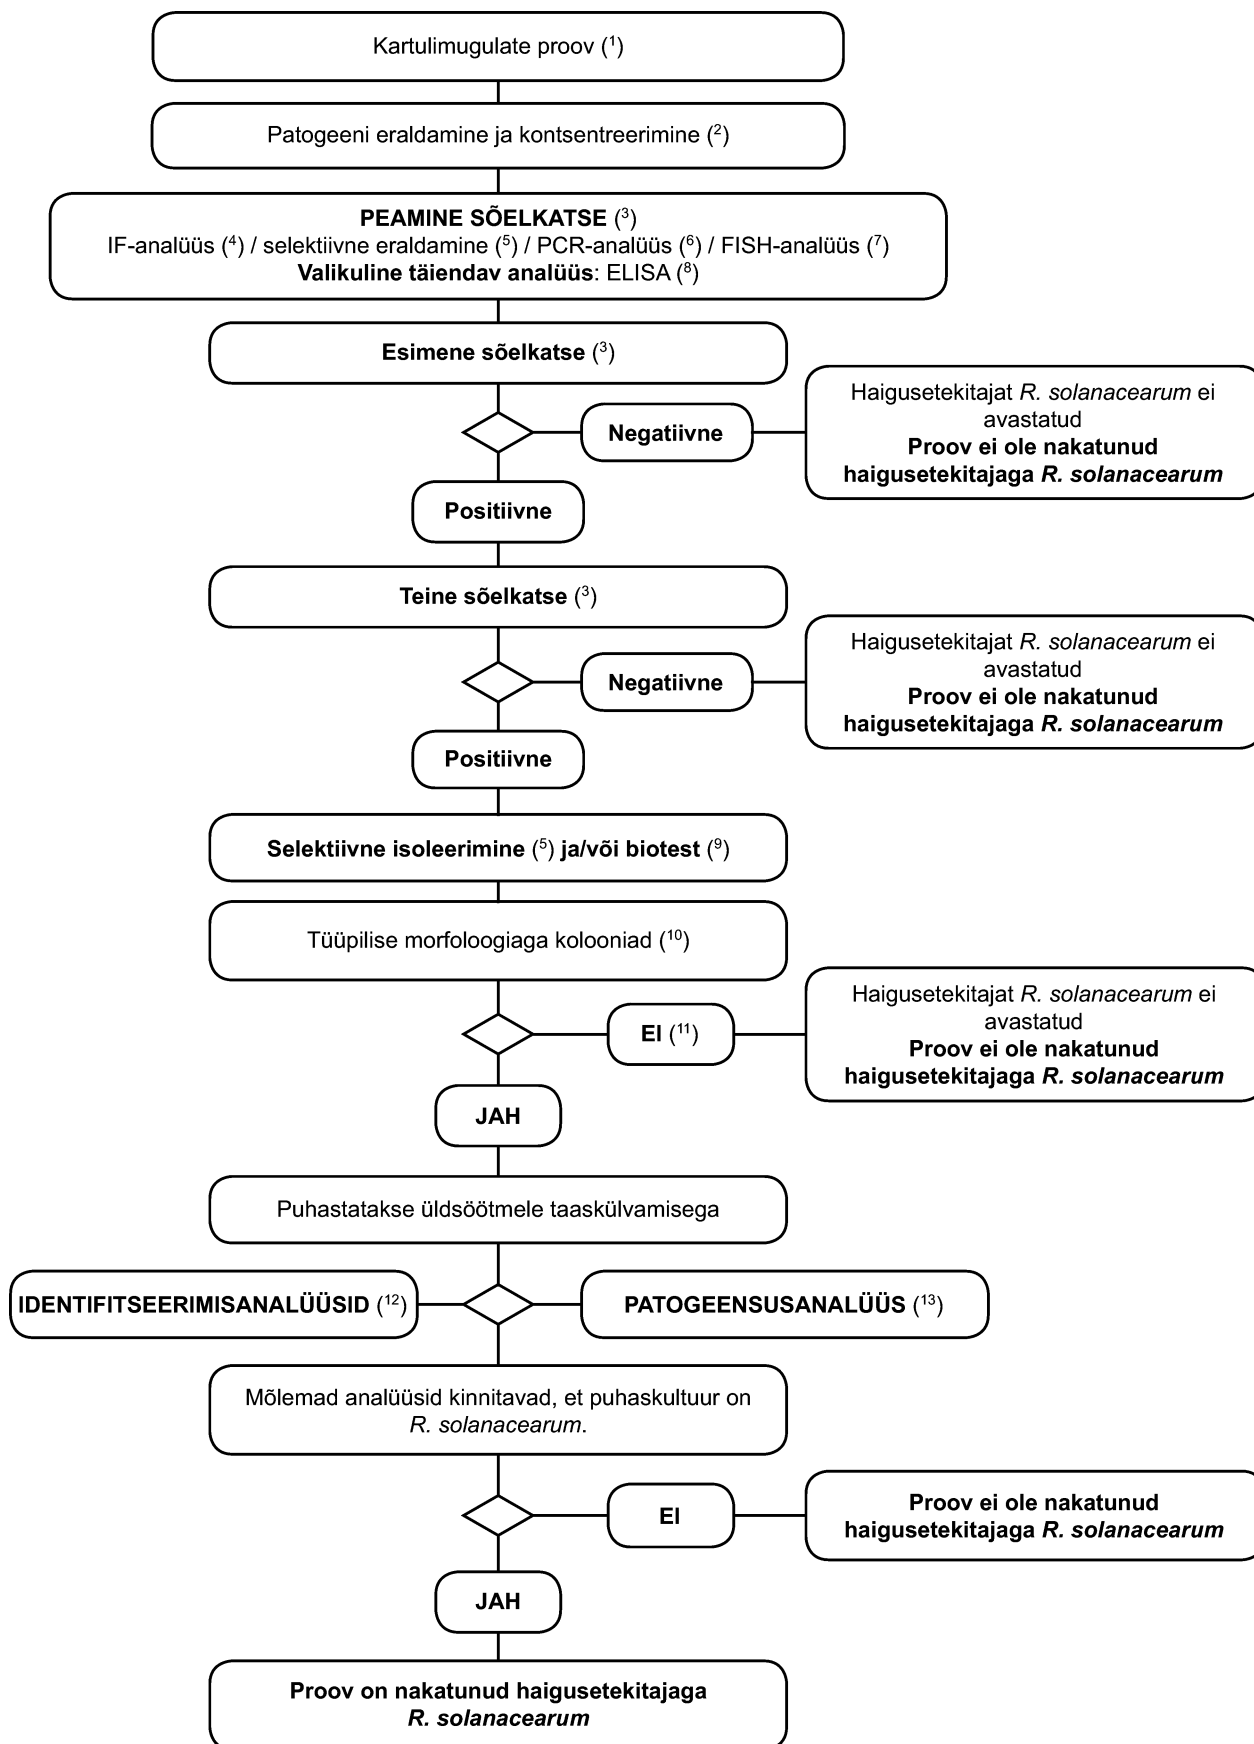 Kartulimugulate proov (¹)
Patogeeni eraldamine ja kontsentreerimine (²)
PEAMINE SÕELKATSE (³)
IF-analüüs (⁴) / selektiivne eraldamine (⁵) / PCR-analüüs (⁶) / FISH-analüüs (⁷)
Valikuline täiendav analüüs: ELISA (⁸)
Esimene sõelkatse (³)
Negatiivne
Haigusetekitajat R. solanacearum ei
avastatud
Proov ei ole nakatunud
haigusetekitajaga R. solanacearum
Positiivne
Teine sõelkatse (³)
Negatiivne
Haigusetekitajat R. solanacearum ei
avastatud
Proov ei ole nakatunud
haigusetekitajaga R. solanacearum
Positiivne
Selektiivne isoleerimine (⁵) ja/või biotest (⁹)
Tüüpilise morfoloogiaga kolooniad (¹⁰)
EI (¹¹)
Haigusetekitajat R. solanacearum ei
avastatud
Proov ei ole nakatunud
haigusetekitajaga R. solanacearum
JAH
Puhastatakse üldsöötmele taaskülvamisega
IDENTIFITSEERIMISANALÜÜSID (¹²)
PATOGEENSUSANALÜÜS (¹³)
Mõlemad analüüsid kinnitavad, et puhaskultuur on
R. solanacearum.
EI
Proov ei ole nakatunud
haigusetekitajaga R. solanacearum
JAH
Proov on nakatunud haigusetekitajaga
R. solanacearum